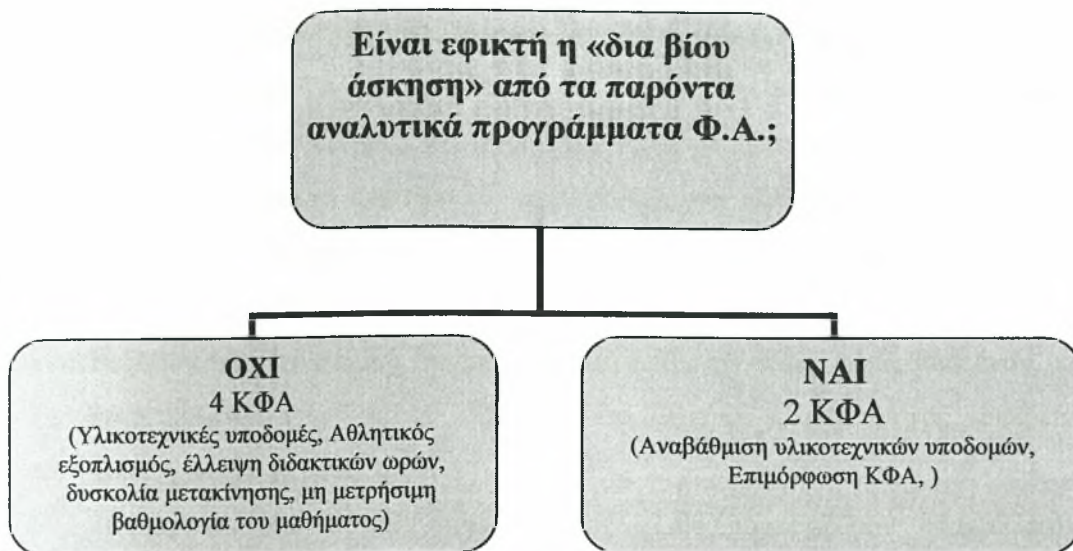 Είναι εφικτή η «δια βίου
άσκηση» από τα παρόντα
αναλυτικά προγράμματα Φ.Α.;
ΟΧΙ
4 ΚΦΑ
(Υλικοτεχνικές υποδομές, Αθλητικός
εξοπλισμός, έλλειψη διδακτικών ωρών,
δυσκολία μετακίνησης, μη μετρήσιμη
βαθμολογία του μαθήματος)
ΝΑΙ
2 ΚΦΑ
(Αναβάθμιση υλικοτεχνικών υποδομών,
Επιμόρφωση ΚΦΑ, )